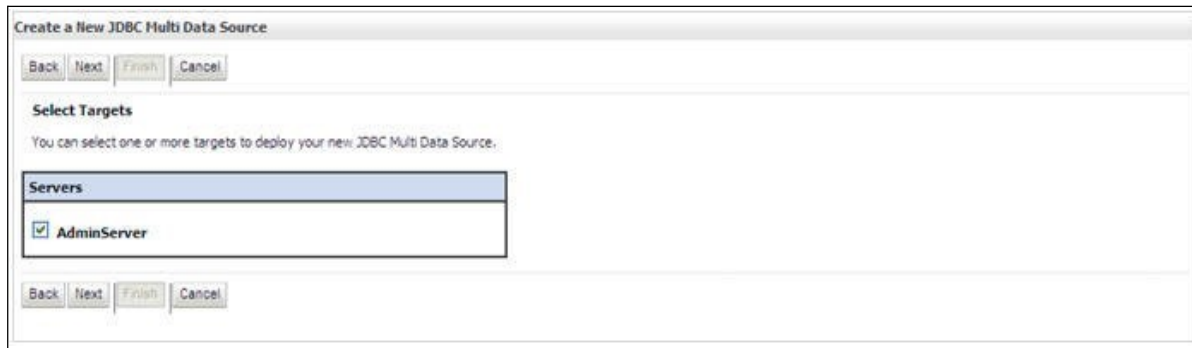 Create a New JDBC Multi Data Source
Back Next Finish Cancel
Select Targets
You can select one or more targets to deploy your new JDBC Multi Data Source.
Servers
AdminServer
Back Next Finish Cancel